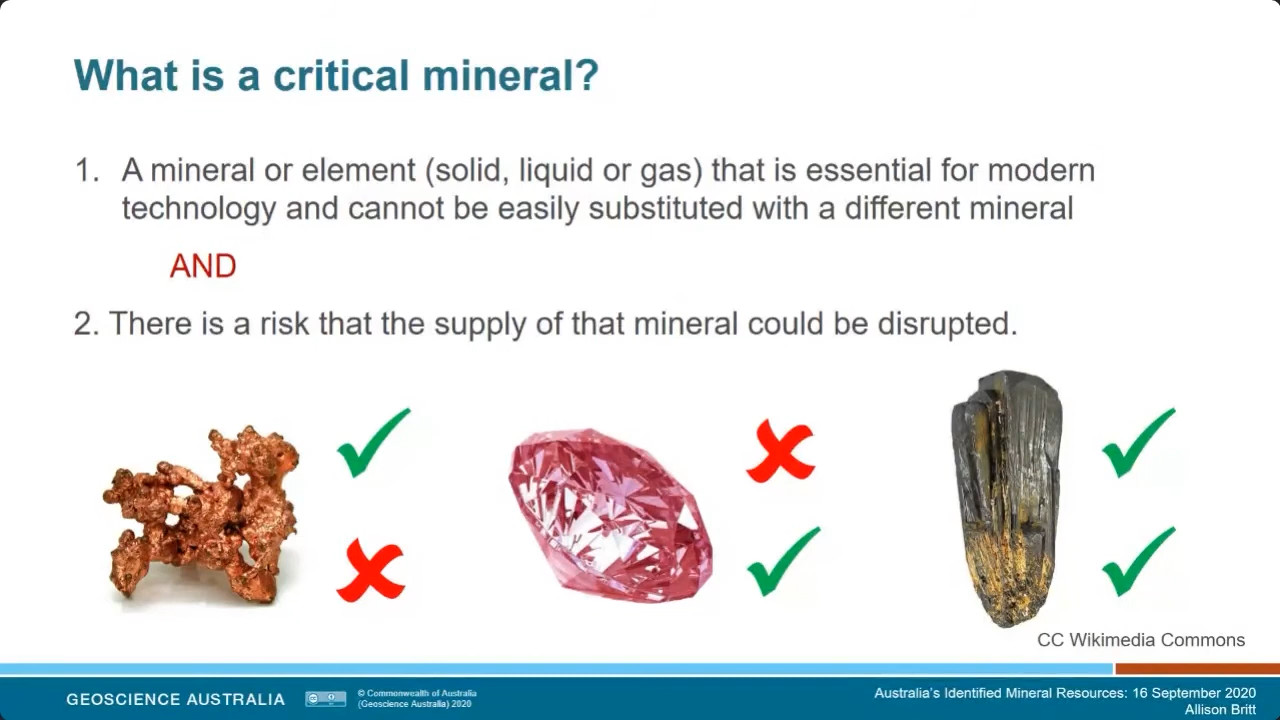 What is a critical mineral?
1. A mineral or element (solid, liquid or gas) that is essential for modern
technology and cannot be easily substituted with a different mineral
AND
2. There is a risk that the supply of that mineral could be disrupted.
CC Wikimedia Commons
GEOSCIENCE AUSTRALIA
© Commonwealth of Australia
(Geoscience Australia) 2020
Australia's Identified Mineral Resources: 16 September 2020
Allison Britt